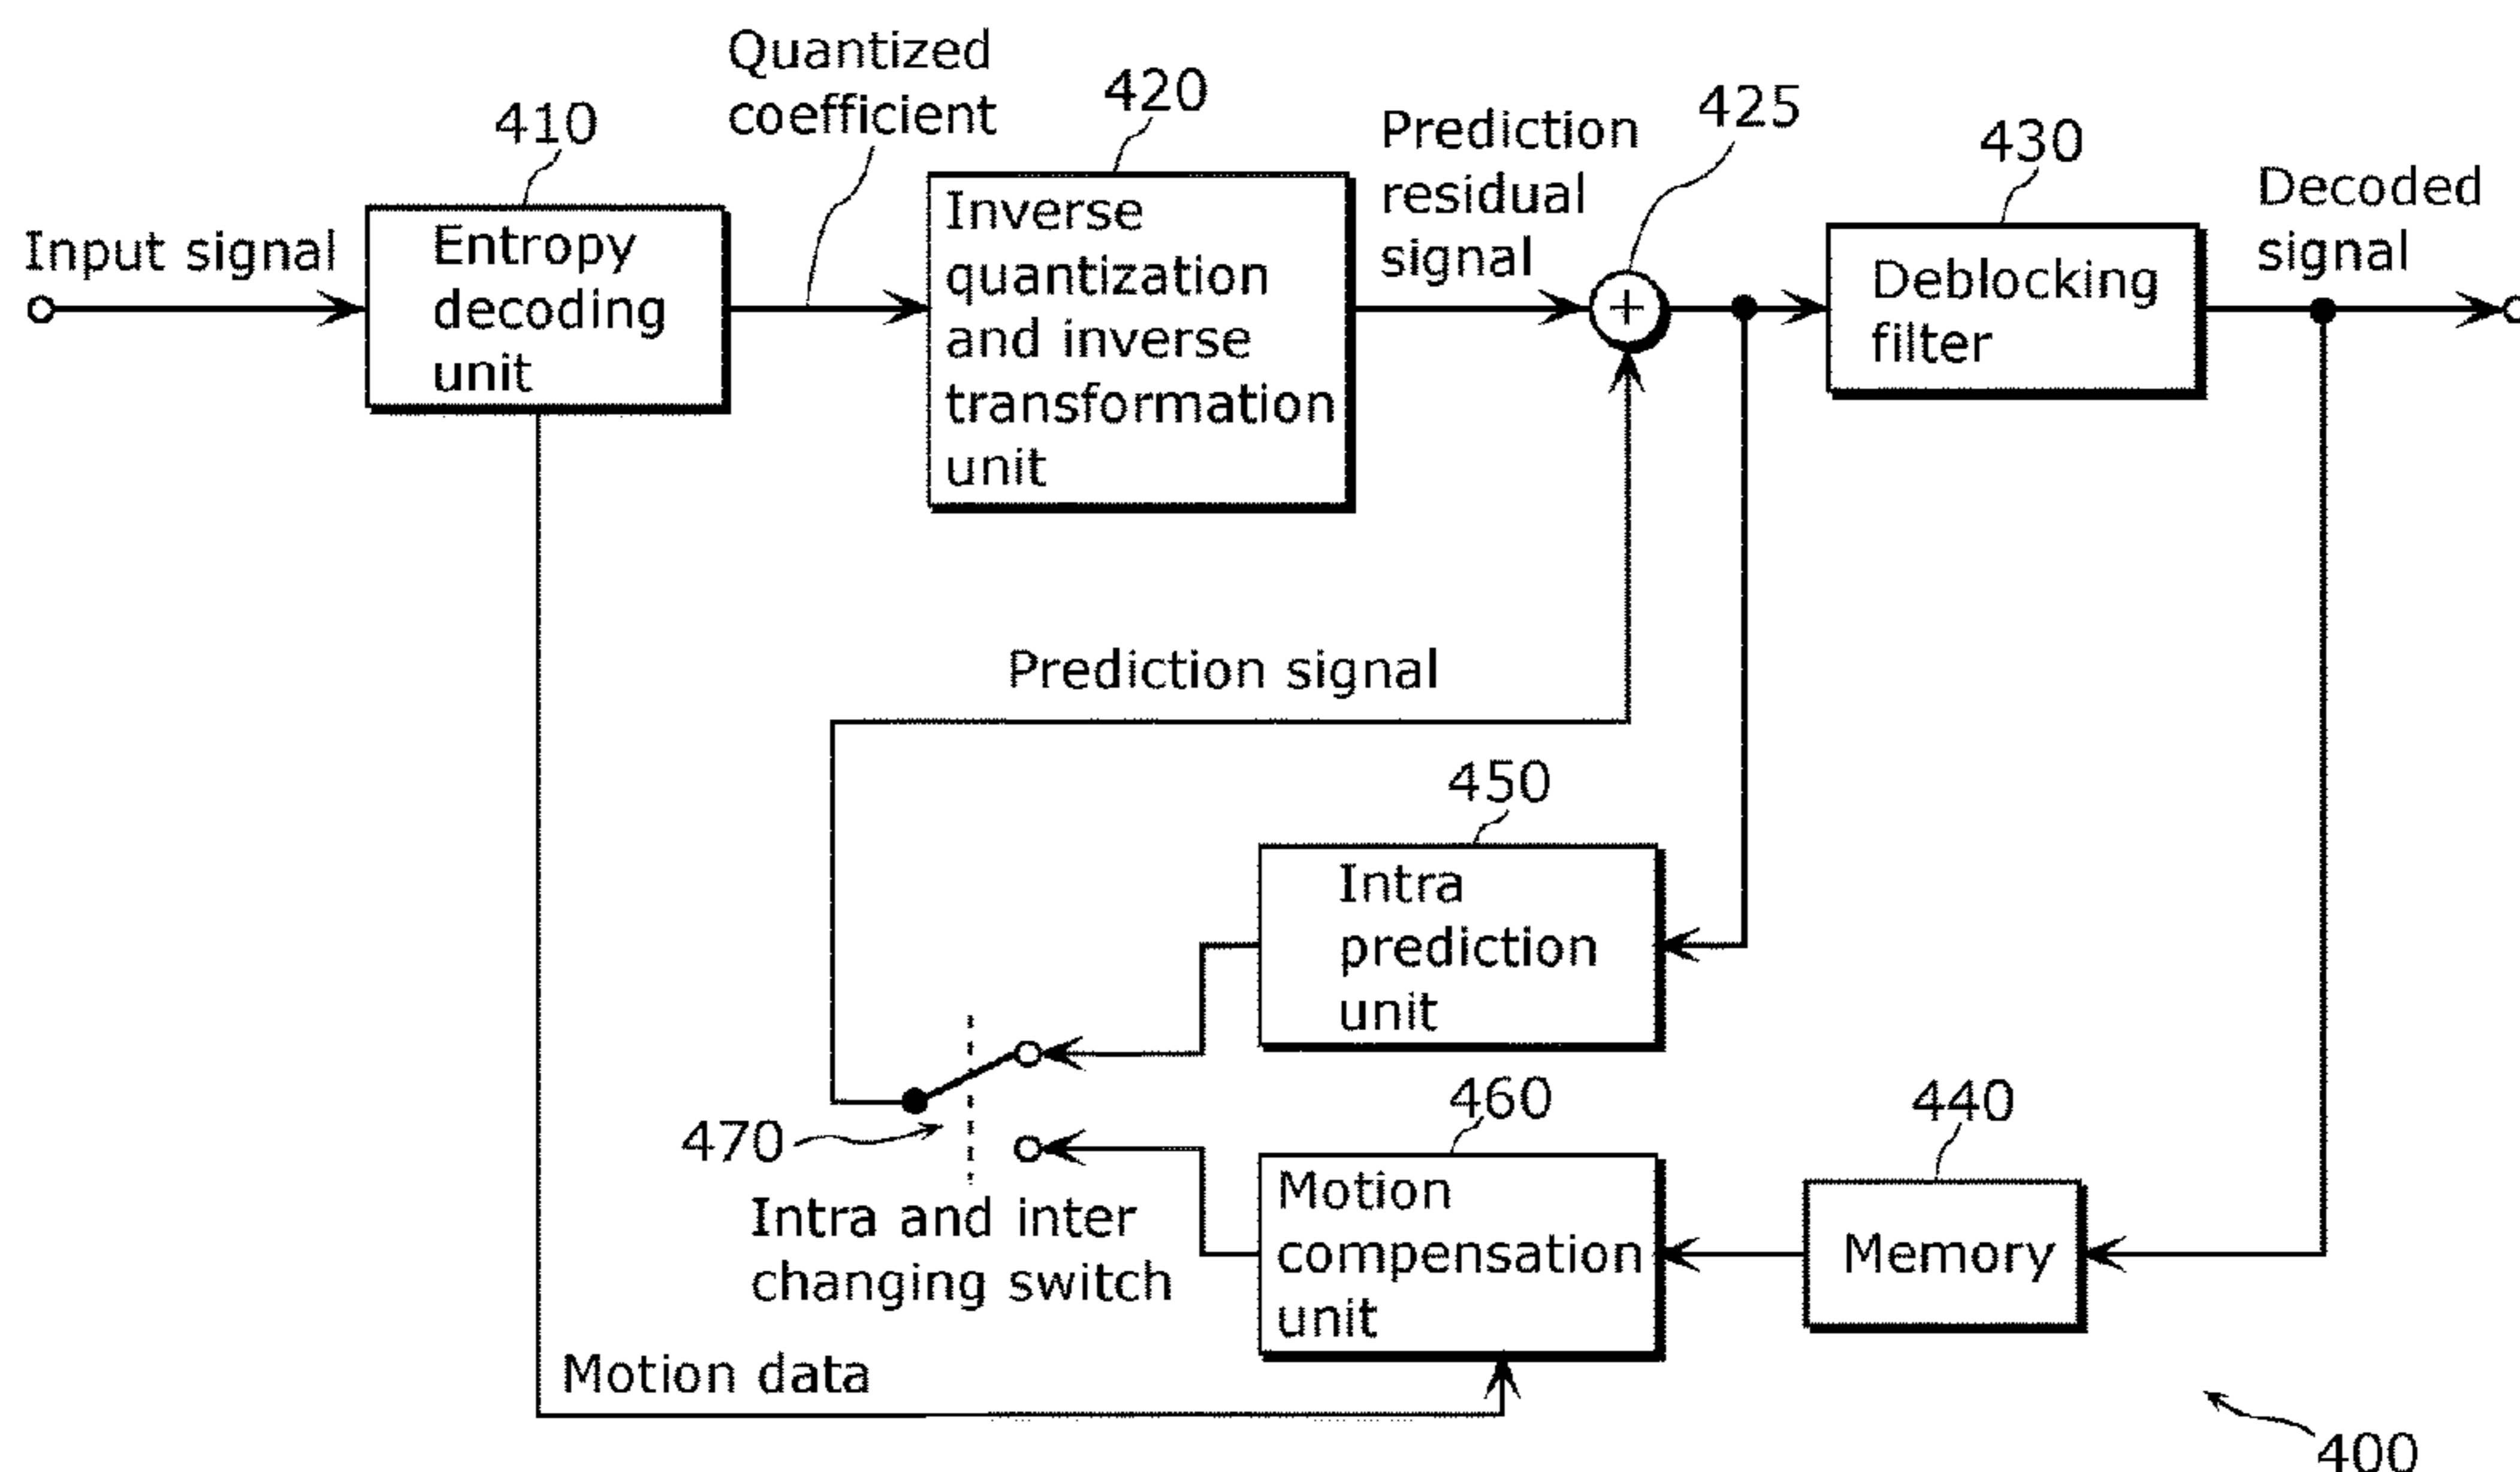 Quantized
coefficient
410
420
425
430
Input signal
Entropy
decoding
unit
Inverse
quantization
and inverse
transformation
unit
Prediction
residual
signal
+
Deblocking
filter
Decoded
signal
Prediction signal
450
Intra
prediction
unit
460
440
470
Intra and inter
changing switch
Motion
compensation
unit
Memory
Motion data
400